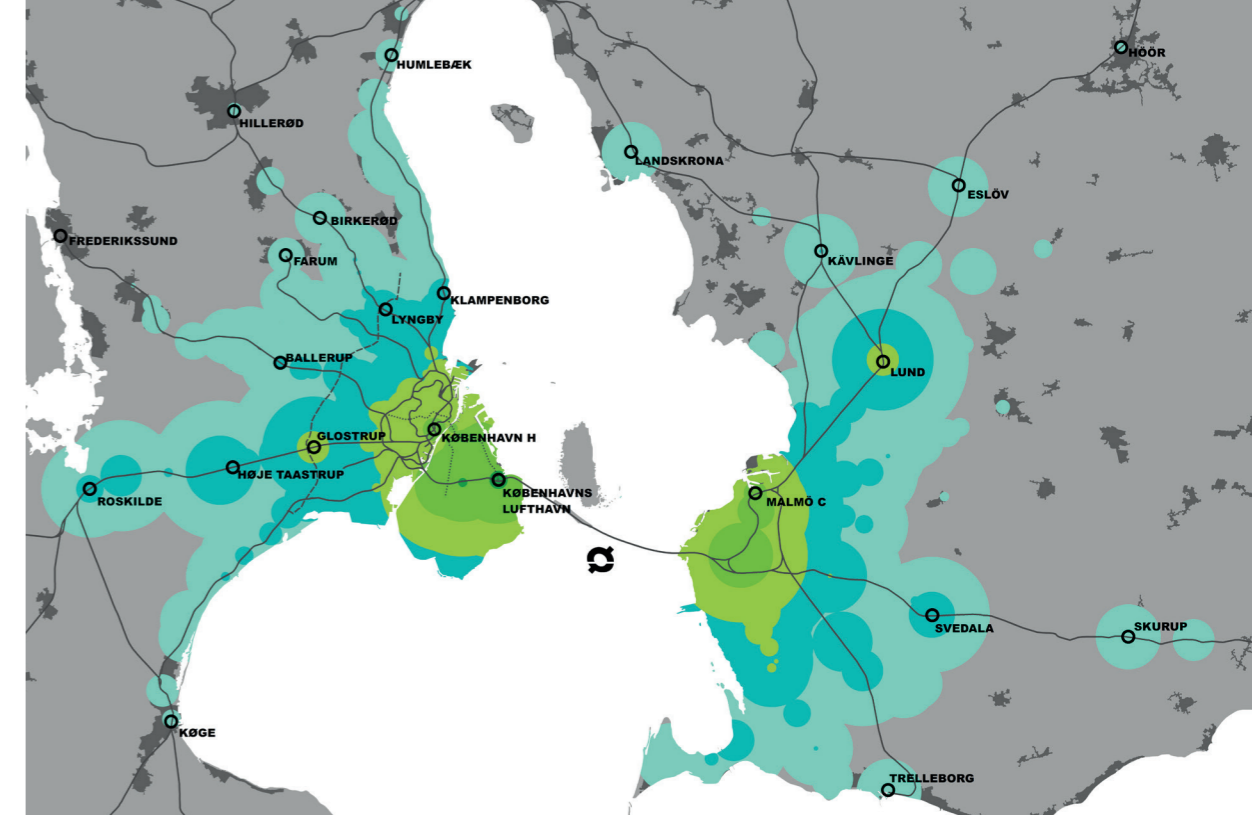 HUMLEBÆK
HÖÖR
HILLERØD
LANDSKRONA
ESLÖV
BIRKERØD
FREDERIKSSUND
FARUM
KÄVLINGE
KLAMPENBORG
LYNGBY
BALLERUP
LUND
GLOSTRUP
KØBENHAVN H
HØJE TAASTRUP
ROSKILDE
KØBENHAVNS
LUFTHAVN
MALMÖ C
SVEDALA
SKURUP
KØGE
TRELLEBORG